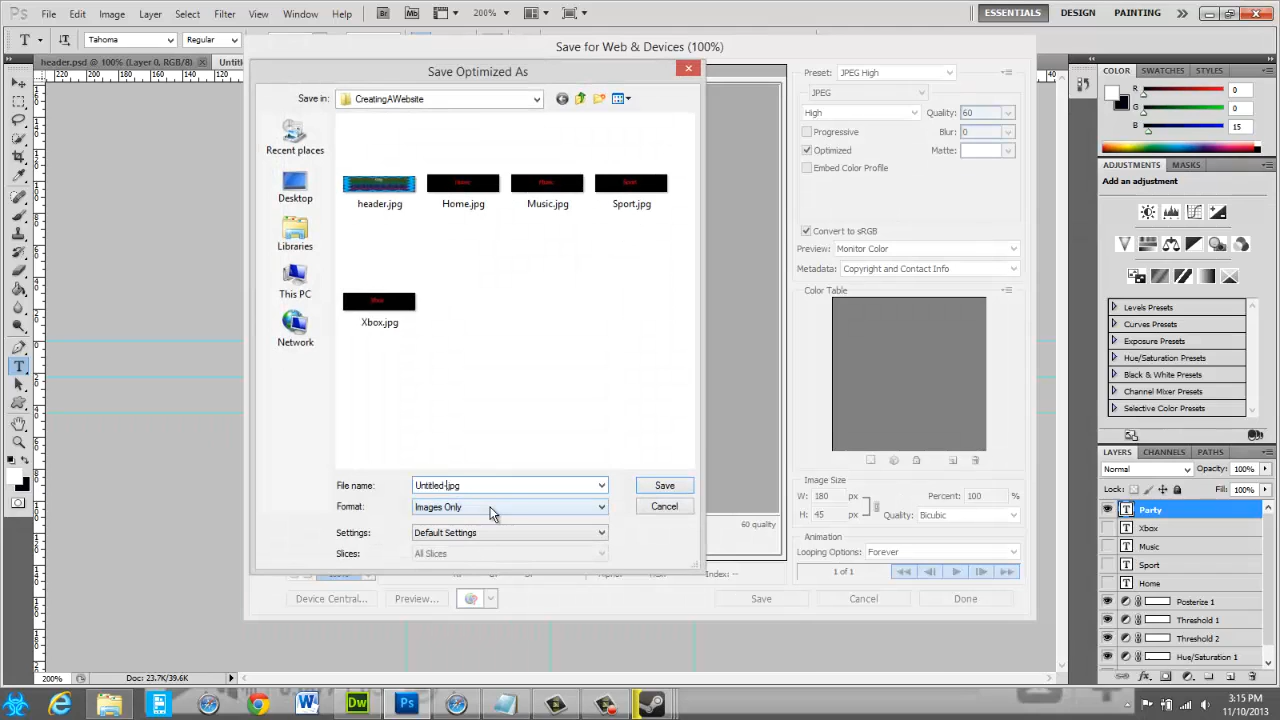 Ps File Edit Image Layer Select Filter View Window Help Br Mb 200% ESSENTIALS DESIGN PAINTING
T Tahoma Regular
header.psd @ 100% (Layer 0, RGB/8) Untitl
Save for Web & Devices (100%)
Save Optimized As
Save in: CreatingAWebsite
Recent places
Desktop
Libraries
This PC
Network
header.jpg Home.jpg Music.jpg Sport.jpg
Xbox.jpg
File name: Untitled-.jpg Save
Format: Images Only Cancel
Settings: Default Settings
Slices: All Slices
60 quality
Index: --
Device Central... Preview... Save Cancel Done
Preset: JPEG High
JPEG
High Quality: 60
Progressive Blur: 0
Optimized Matte:
Embed Color Profile
Convert to sRGB
Preview: Monitor Color
Metadata: Copyright and Contact Info
Color Table
Image Size
W: 180 px Percent: 100 %
H: 45 px Quality: Bicubic
Animation
Looping Options: Forever
1 of 1
COLOR SWATCHES STYLES
R 0
G 0
B 15
ADJUSTMENTS MASKS
Add an adjustment
Levels Presets
Curves Presets
Exposure Presets
Hue/Saturation Presets
Black & White Presets
Channel Mixer Presets
Selective Color Presets
LAYERS CHANNELS PATHS
Normal Opacity: 100%
Lock: Fill: 100%
T Party
T Xbox
T Music
T Sport
T Home
Posterize 1
Threshold 1
Threshold 2
Hue/Saturation 1
200% Doc: 23.7K/39.6K
3:15 PM
11/10/2013